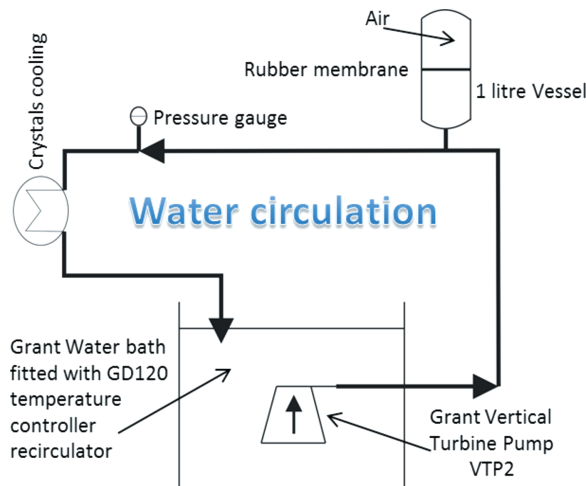 Air
Rubber membrane
1 litre Vessel
Pressure gauge
Crystals cooling
Water circulation
Grant Water bath
fitted with GD120
temperature
controller
recirculator
Grant Vertical
Turbine Pump
VTP2